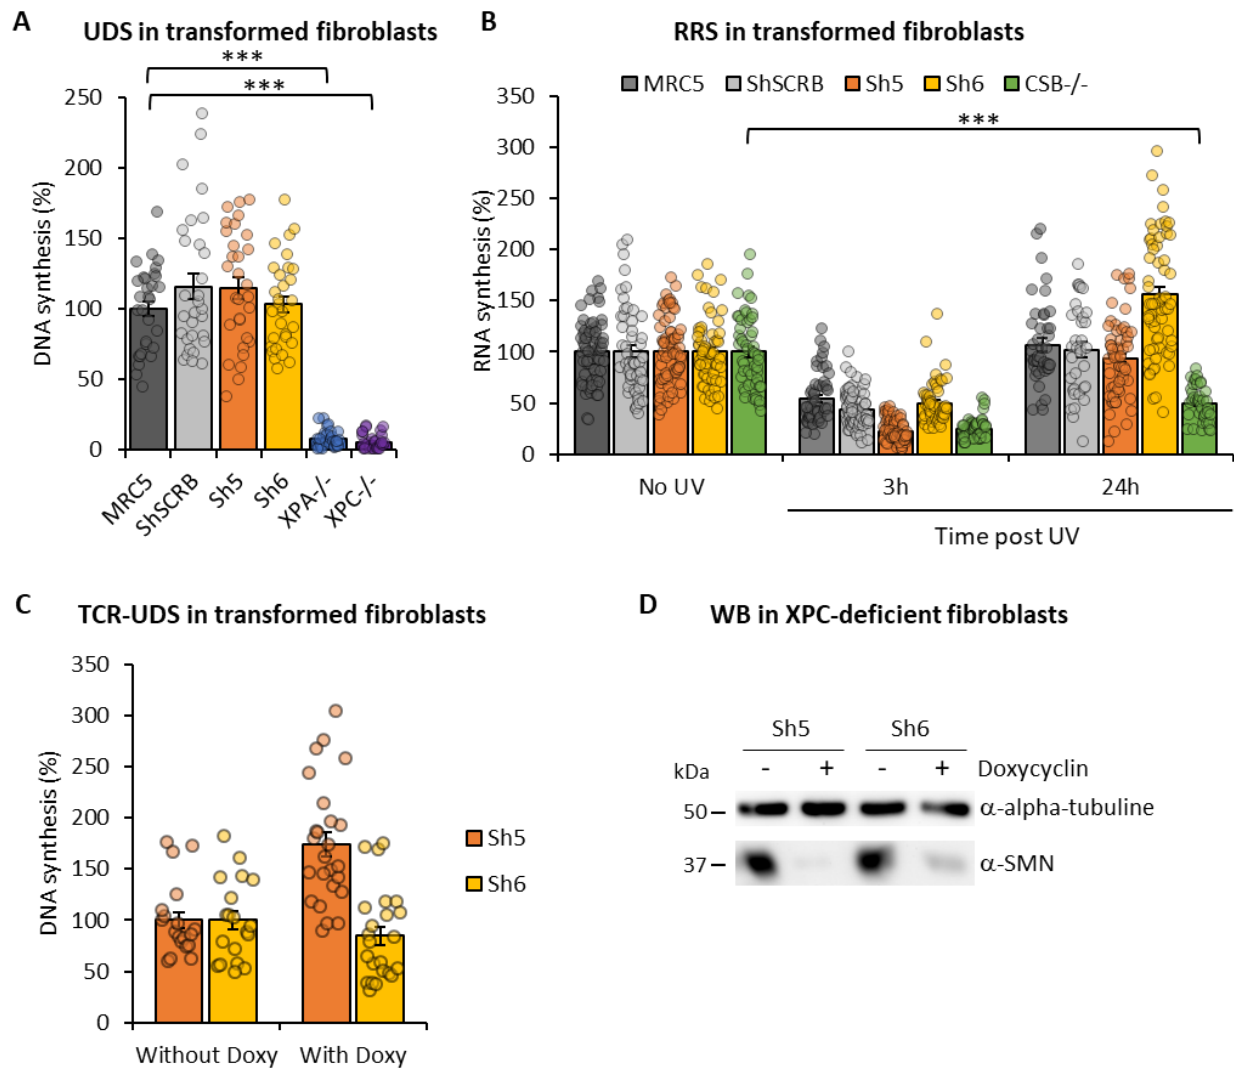 A
UDS in transformed fibroblasts
***
***
250
200
150
100
50
0
DNA synthesis (%)
MRC5
ShSCRB
Sh5
Sh6
XPA-/-
XPC-/-
B
RRS in transformed fibroblasts
MRC5 ShSCRB Sh5 Sh6 CSB-/-
***
350
300
250
200
150
100
50
0
RNA synthesis (%)
No UV 3h 24h
Time post UV
C
TCR-UDS in transformed fibroblasts
350
300
250
200
150
100
50
0
DNA synthesis (%)
Sh5
Sh6
Without Doxy With Doxy
D
WB in XPC-deficient fibroblasts
Sh5 Sh6
kDa - + - + Doxycyclin
50 α-alpha-tubuline
37 α-SMN